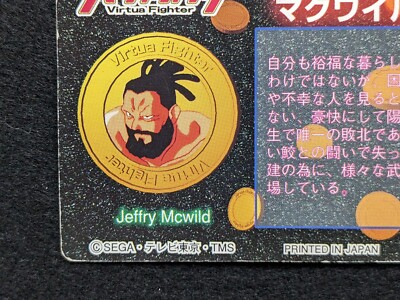 Virtua Fighter
マクワイル
Virtua Fighter
Virtua Fighter
自分も裕福な暮らし
わけではないが、困
や不幸な人を見ると
ない、豪快にして陽
生で唯一の敗北であ
い鮫との闘いで失っ
建の為に、様々な武
場している。
Jeffry Mcwild
©SEGA・テレビ東京・TMS
PRINTED IN JAPAN